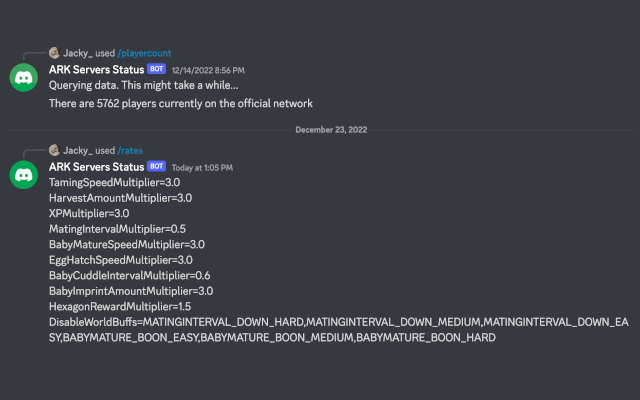 Jacky_ used /playercount
ARK Servers Status BOT 12/14/2022 8:56 PM
Querying data. This might take a while...
There are 5762 players currently on the official network
December 23, 2022
Jacky_ used /rates
ARK Servers Status BOT Today at 1:05 PM
TamingSpeedMultiplier=3.0
HarvestAmountMultiplier=3.0
XPMultiplier=3.0
MatingIntervalMultiplier=0.5
BabyMatureSpeedMultiplier=3.0
EggHatchSpeedMultiplier=3.0
BabyCuddleIntervalMultiplier=0.6
BabyImprintAmountMultiplier=3.0
HexagonRewardMultiplier=1.5
DisableWorldBuffs=MATINGINTERVAL_DOWN_HARD,MATINGINTERVAL_DOWN_MEDIUM,MATINGINTERVAL_DOWN_EA
SY,BABYMATURE_BOON_EASY,BABYMATURE_BOON_MEDIUM,BABYMATURE_BOON_HARD